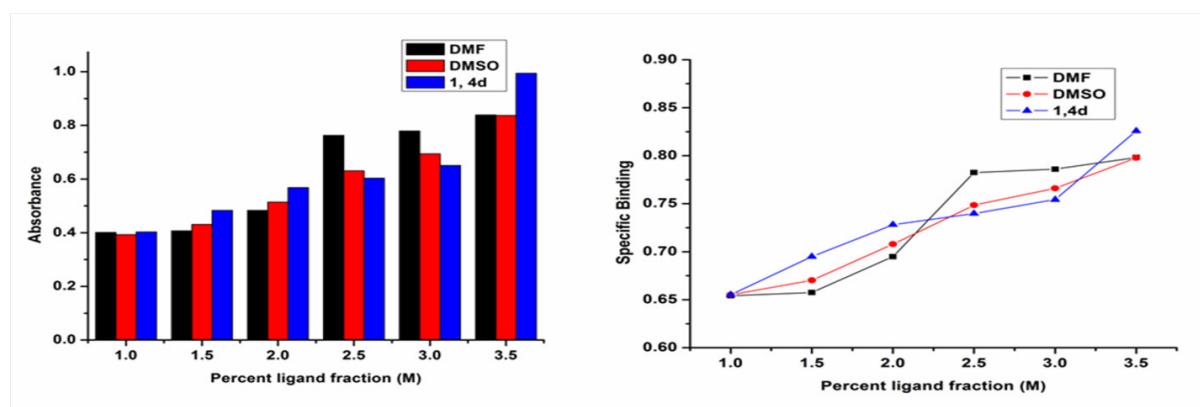 DMF
DMSO
1, 4d
1.0
0.8
0.6
0.4
0.2
0.0
Absorbance
1.0 1.5 2.0 2.5 3.0 3.5
Percent ligand fraction (M)
DMF
DMSO
1,4d
0.90
0.85
0.80
0.75
0.70
0.65
0.60
Specific Binding
1.0 1.5 2.0 2.5 3.0 3.5
Percent ligand fraction (M)